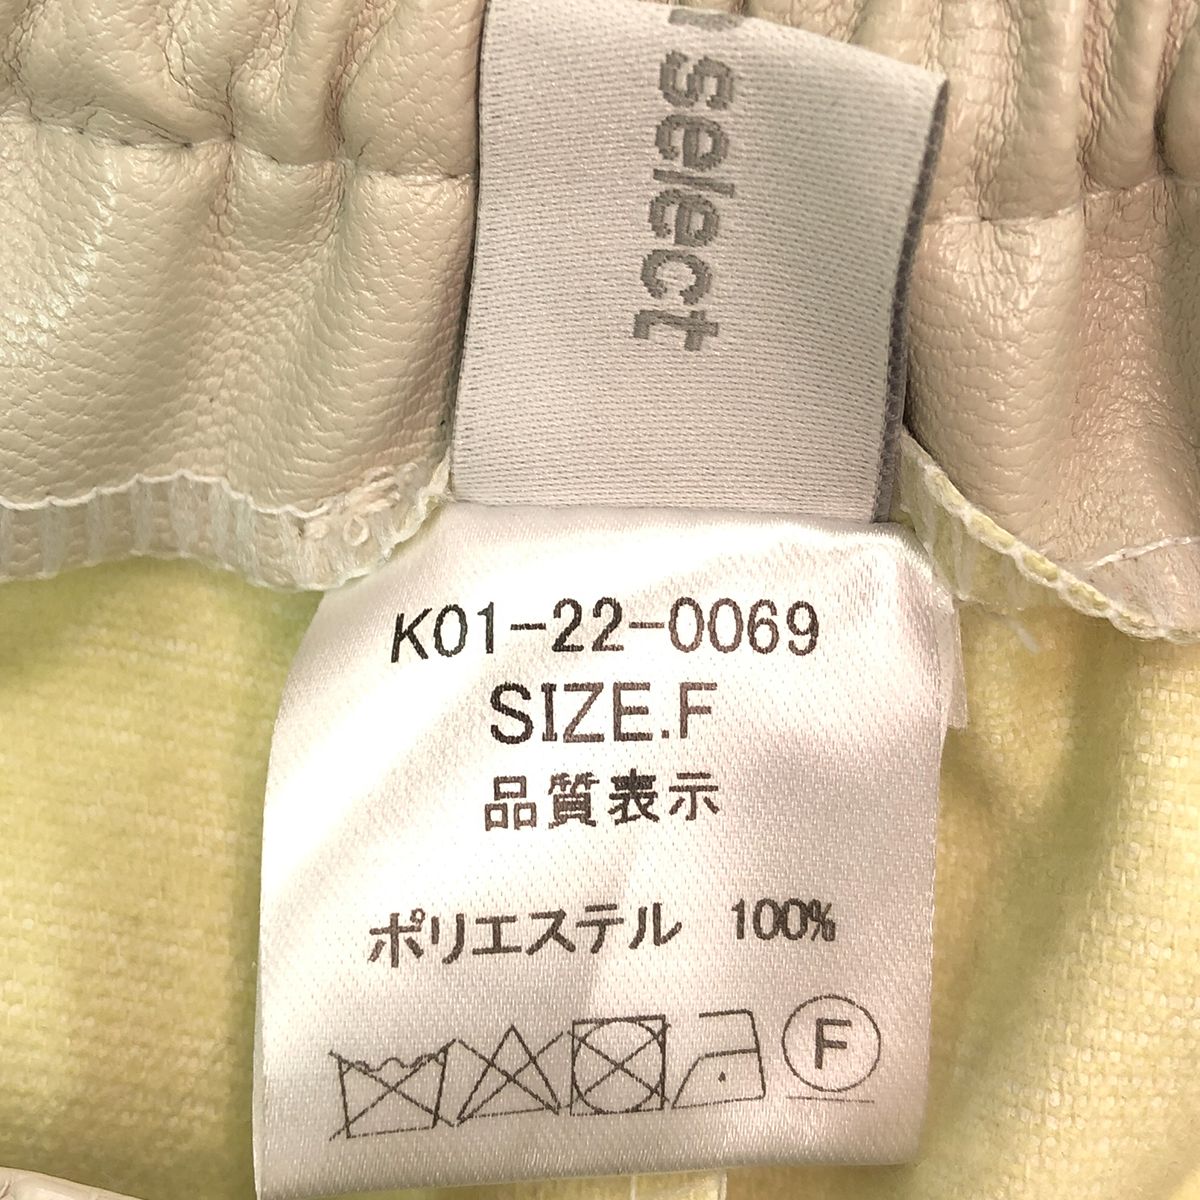 select
K01-22-0069
SIZE.F
品質表示
ポリエステル 100%
F